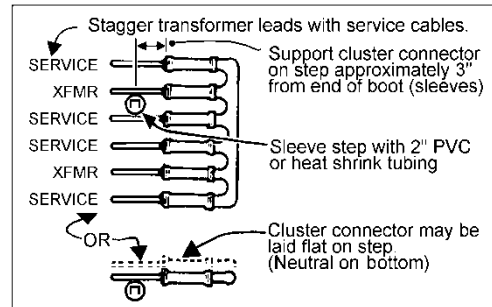 Stagger transformer leads with service cables.
Support cluster connector
on step approximately 3"
from end of boot (sleeves)
SERVICE
XFMR
SERVICE
SERVICE
XFMR
SERVICE
Sleeve step with 2" PVC
or heat shrink tubing
OR
Cluster connector may be
laid flat on step.
(Neutral on bottom)